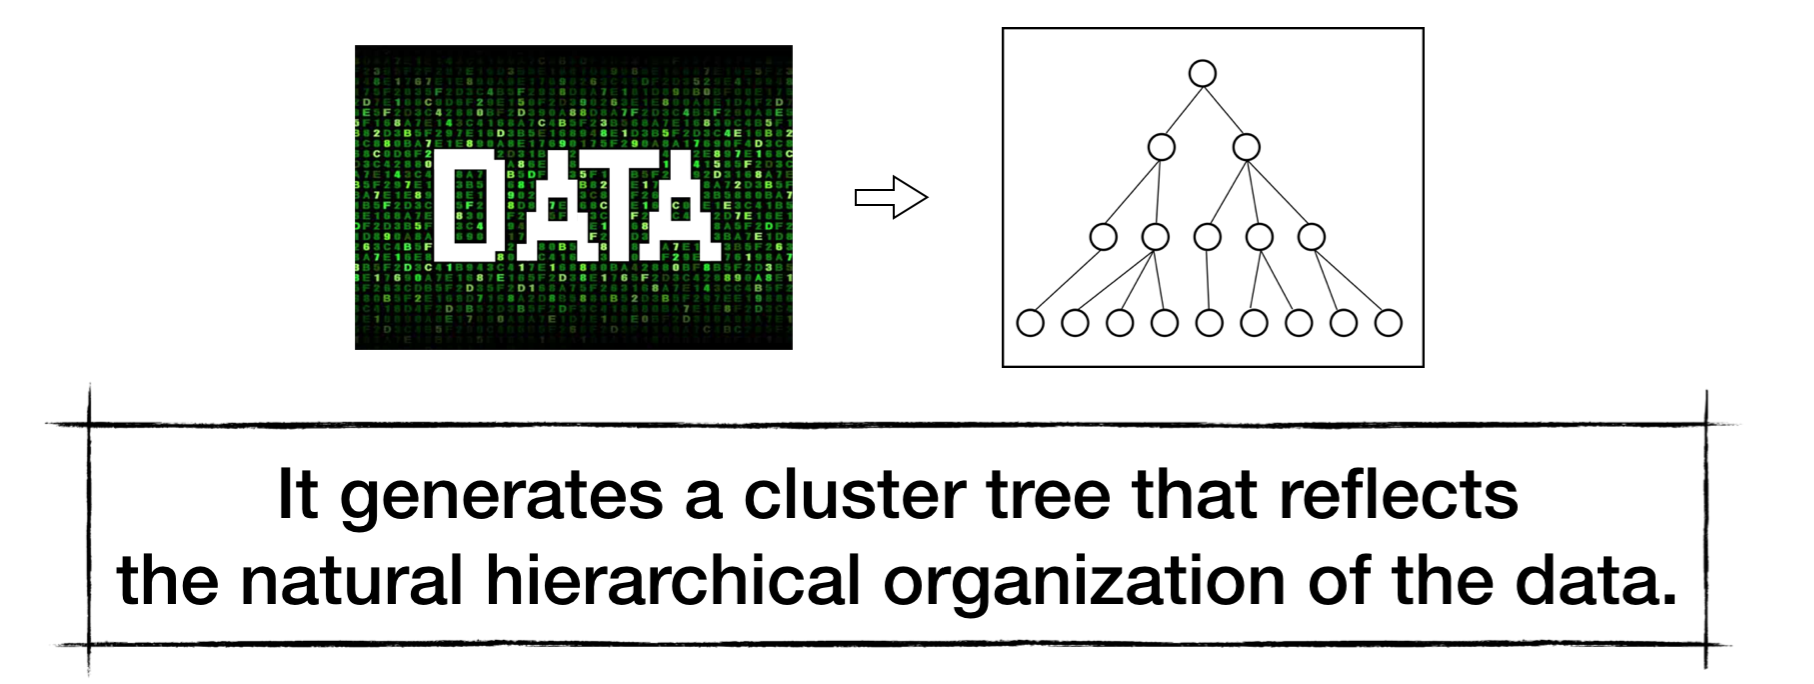 DATA
It generates a cluster tree that reflects
the natural hierarchical organization of the data.